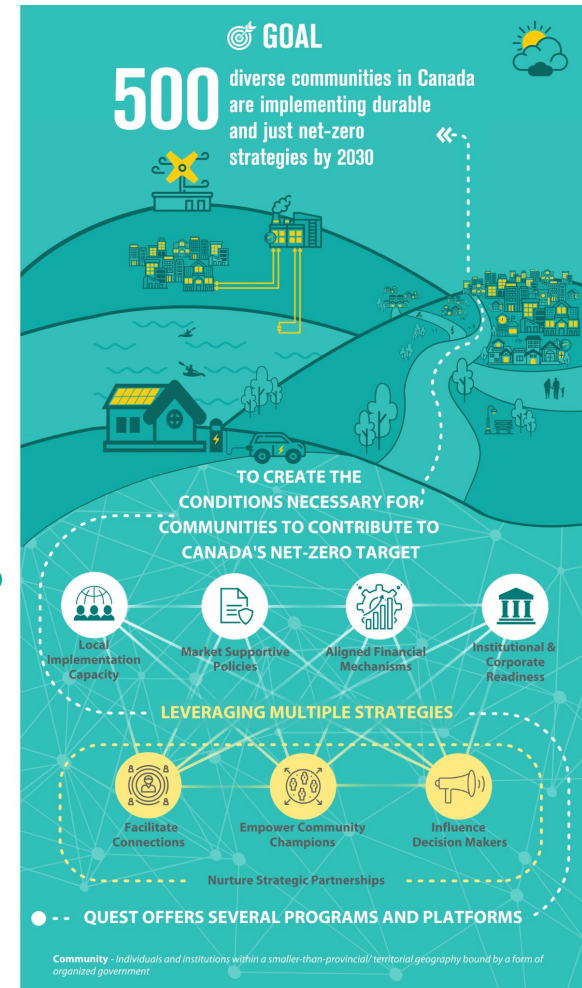 GOAL
500
diverse communities in Canada
are implementing durable
and just net-zero
strategies by 2030
TO CREATE THE
CONDITIONS NECESSARY FOR
COMMUNITIES TO CONTRIBUTE TO
CANADA'S NET-ZERO TARGET
Local
Implementation
Capacity
Market Supportive
Policies
Aligned Financial
Mechanisms
Institutional &
Corporate
Readiness
LEVERAGING MULTIPLE STRATEGIES
Facilitate
Connections
Empower Community
Champions
Influence
Decision Makers
Nurture Strategic Partnerships
QUEST OFFERS SEVERAL PROGRAMS AND PLATFORMS
Community - Individuals and institutions within a smaller-than-provincial/ territorial geography bound by a form of
organized government